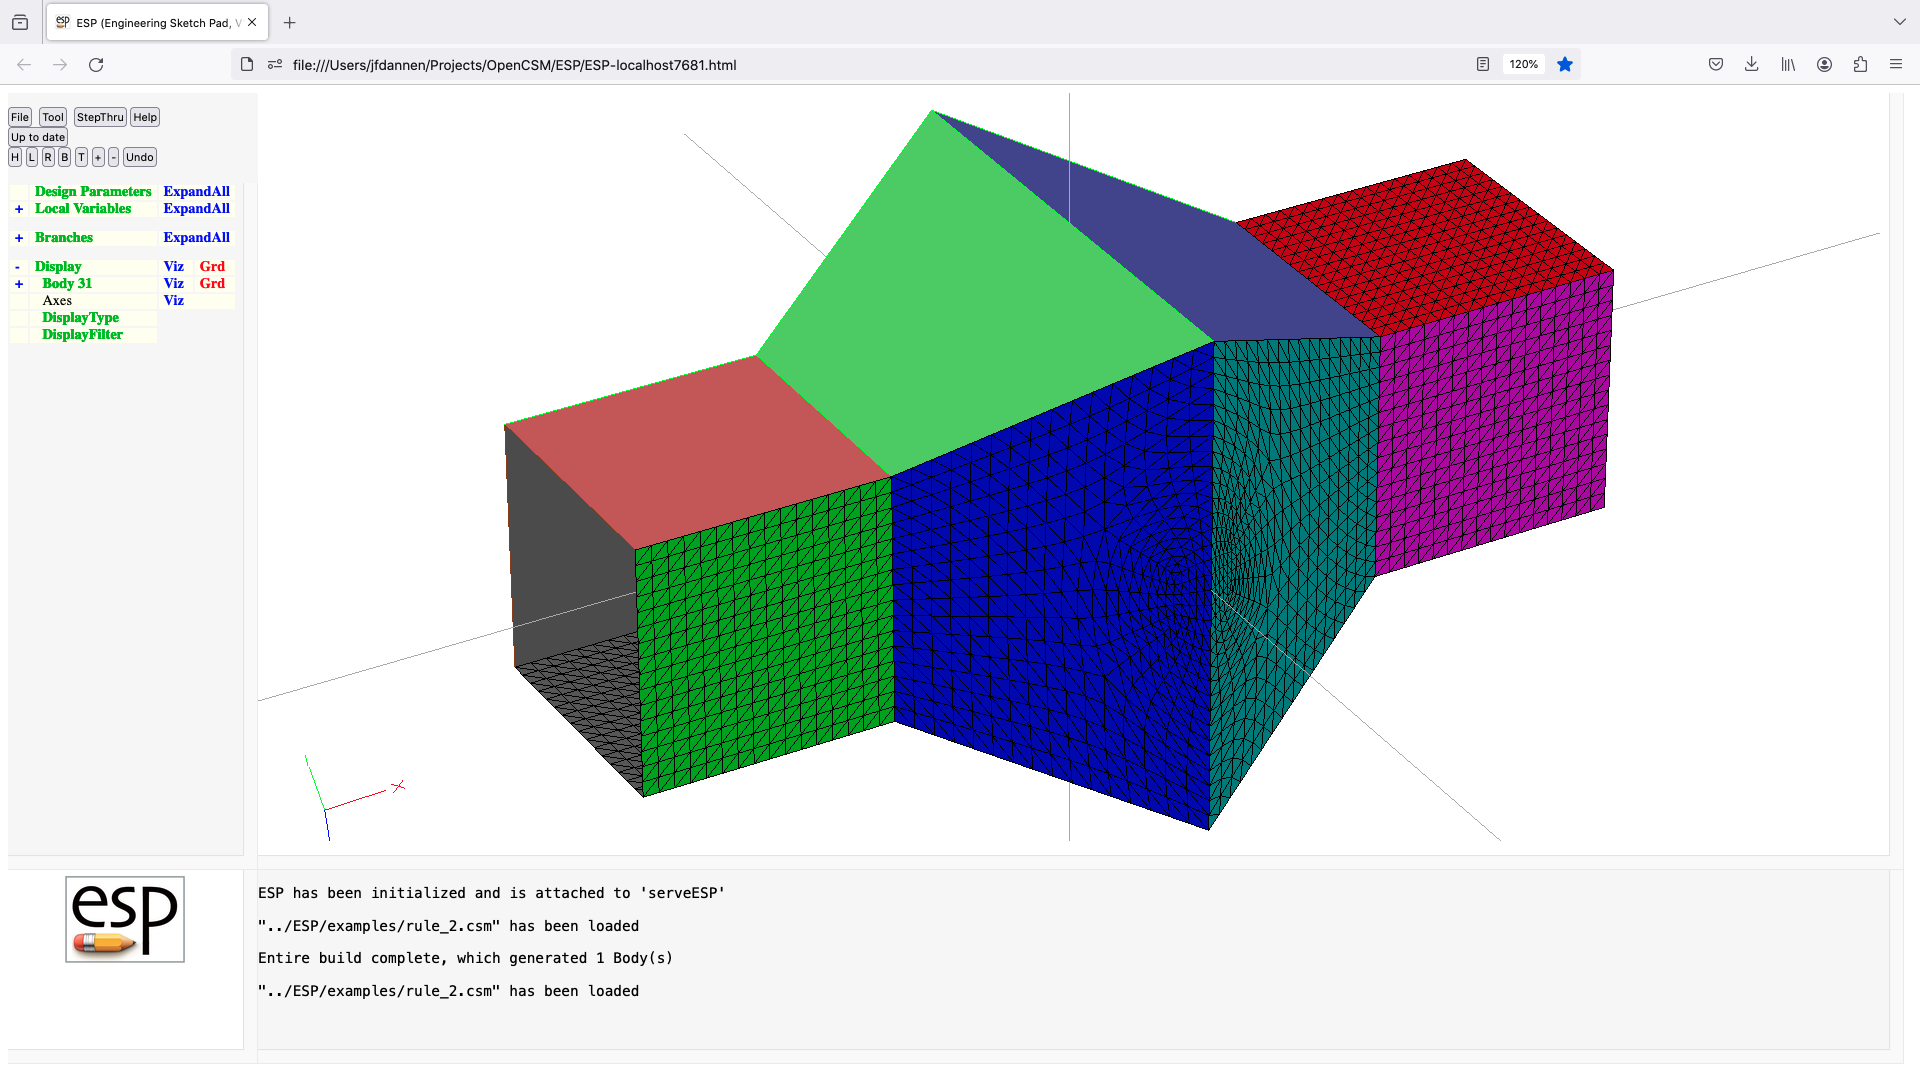 ESP (Engineering Sketch Pad, V
file:///Users/jfdannen/Projects/OpenCSM/ESP/ESP-localhost7681.html
120%
File Tool StepThru Help
Up to date
H L R B T + - Undo
Design Parameters ExpandAll
+ Local Variables ExpandAll
+ Branches ExpandAll
- Display Viz Grd
+ Body 31 Viz Grd
Axes Viz
DisplayType
DisplayFilter
X
esp
ESP has been initialized and is attached to 'serveESP'
"../ESP/examples/rule_2.csm" has been loaded
Entire build complete, which generated 1 Body(s)
"../ESP/examples/rule_2.csm" has been loaded